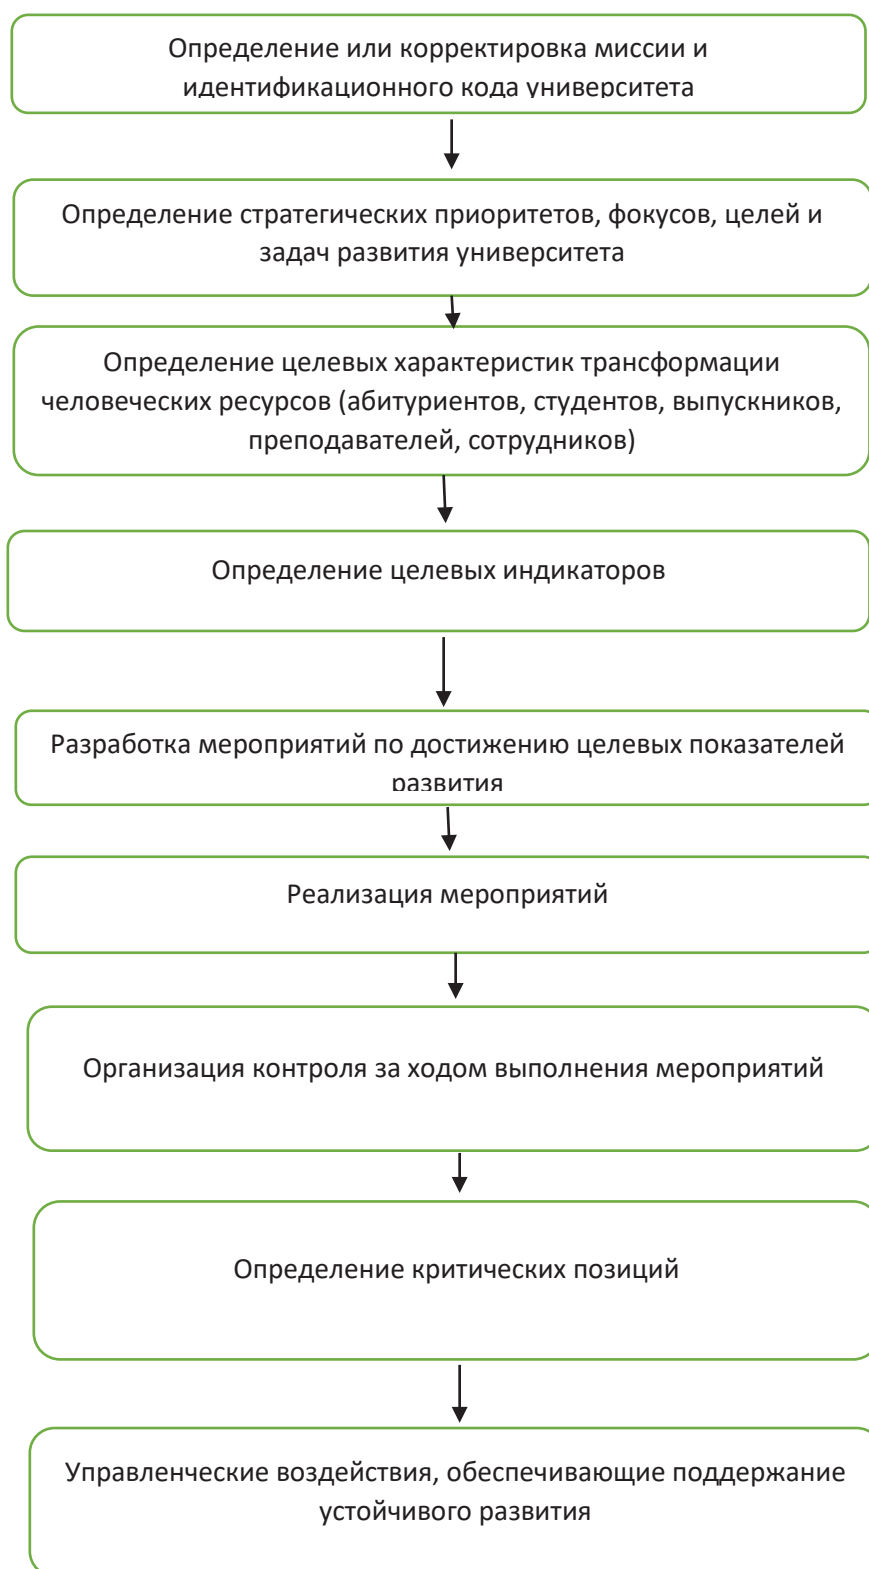 Определение или корректировка миссии и
идентификационного кода университета
Определение стратегических приоритетов, фокусов, целей и
задач развития университета
Определение целевых характеристик трансформации
человеческих ресурсов (абитуриентов, студентов, выпускников,
преподавателей, сотрудников)
Определение целевых индикаторов
Разработка мероприятий по достижению целевых показателей
развития
Реализация мероприятий
Организация контроля за ходом выполнения мероприятий
Определение критических позиций
Управленческие воздействия, обеспечивающие поддержание
устойчивого развития